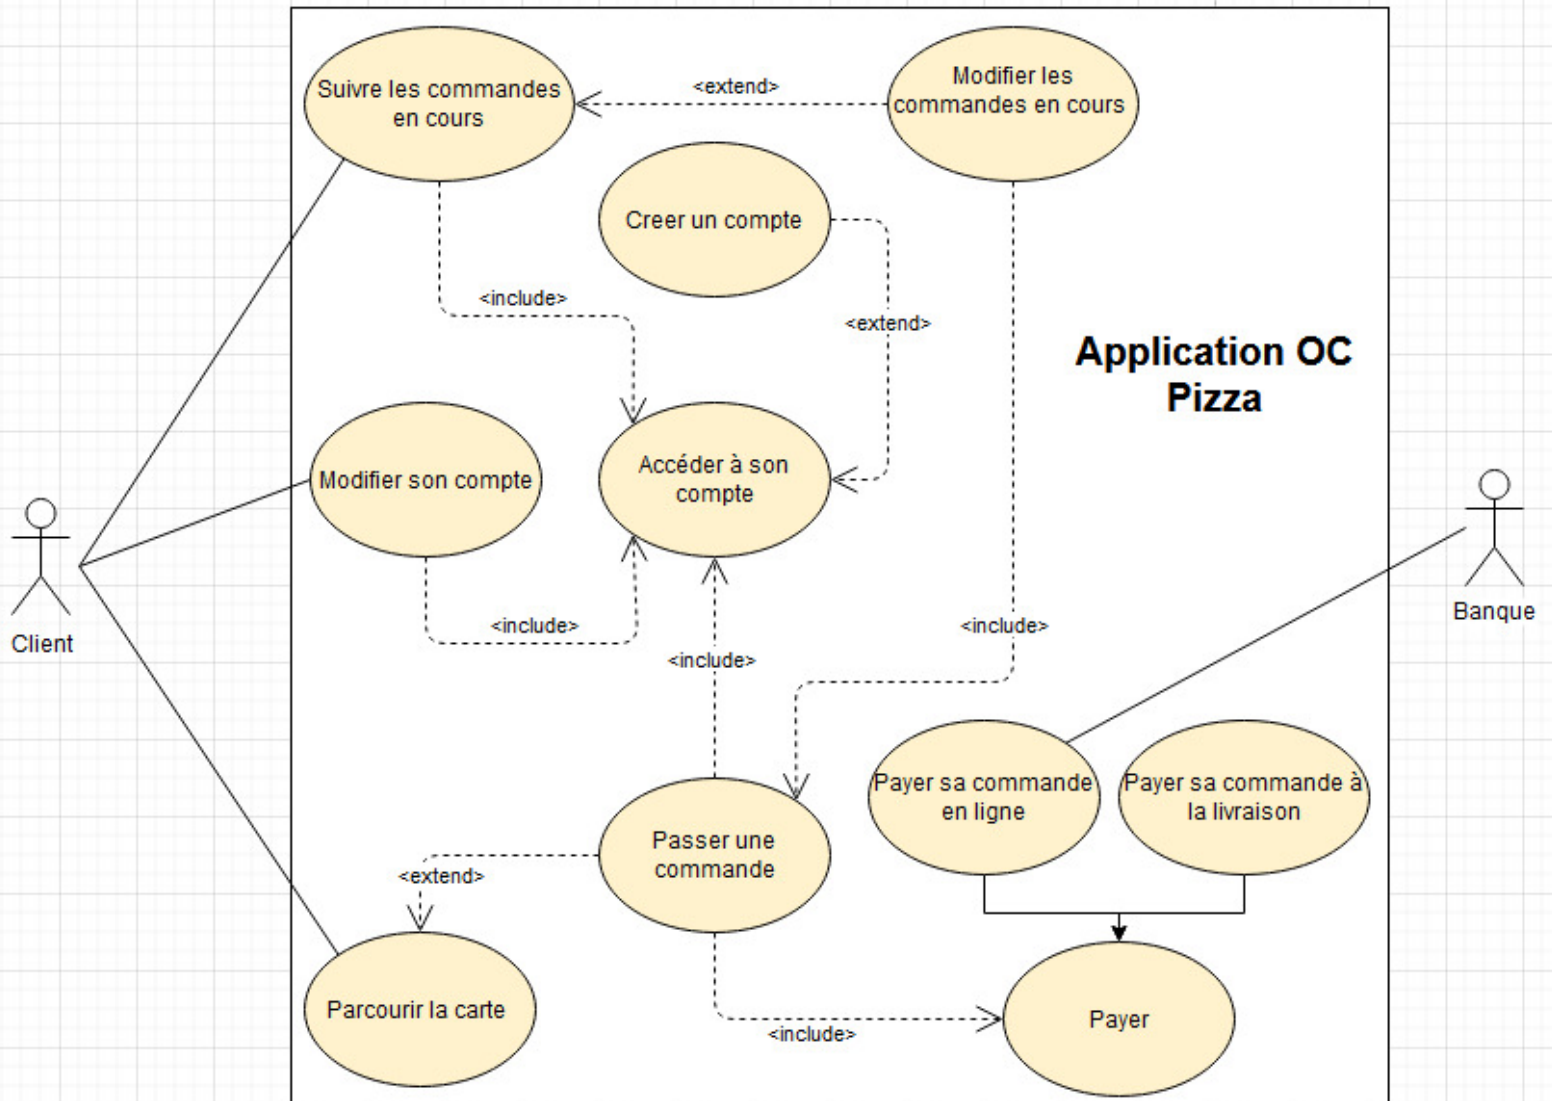 Suivre les commandes
en cours
<extend>
Modifier les
commandes en cours
Creer un compte
<include>
<extend>
Application OC
Pizza
Modifier son compte
Accéder à son
compte
Client
Banque
<include>
<include>
<include>
Payer sa commande
en ligne
Payer sa commande à
la livraison
Passer une
commande
<extend>
Parcourir la carte
<include>
Payer